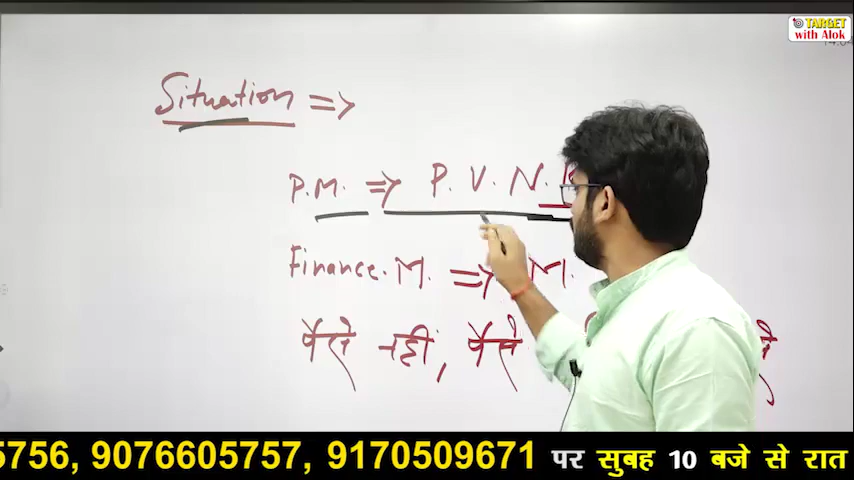 TARGET
with Alok
Situation =>
P.M. => P. V. N.
Finance. M. => M.
पैसे नहीं, पैसे
5756, 9076605757, 9170509671 पर सुबह 10 बजे से रात